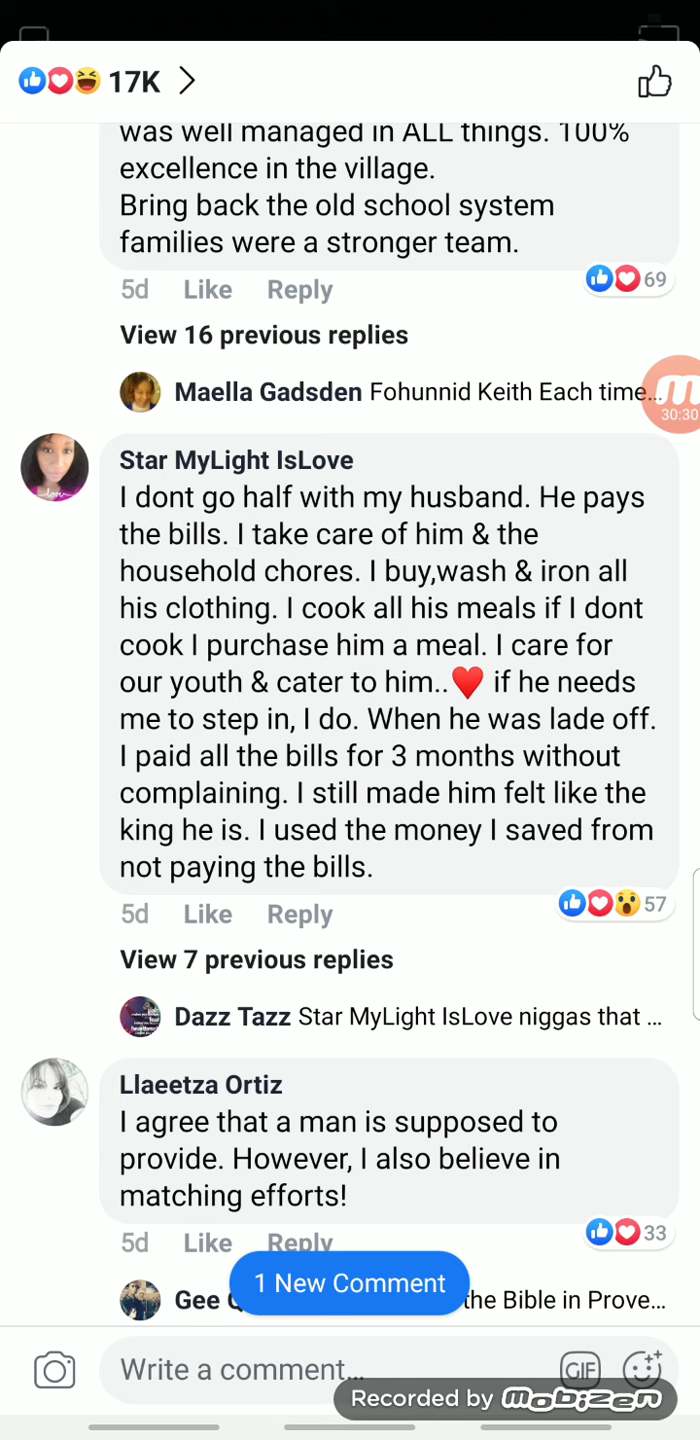 17K
was well managed in ALL things. 100%
excellence in the village.
Bring back the old school system
families were a stronger team.
5d Like Reply 69
View 16 previous replies
Maella Gadsden Fohunnid Keith Each time...
30:30
Star MyLight IsLove
I dont go half with my husband. He pays
the bills. I take care of him & the
household chores. I buy,wash & iron all
his clothing. I cook all his meals if I dont
cook I purchase him a meal. I care for
our youth & cater to him..❤️ if he needs
me to step in, I do. When he was lade off.
I paid all the bills for 3 months without
complaining. I still made him felt like the
king he is. I used the money I saved from
not paying the bills.
5d Like Reply 57
View 7 previous replies
Dazz Tazz Star MyLight IsLove niggas that ...
Llaeetza Ortiz
I agree that a man is supposed to
provide. However, I also believe in
matching efforts!
5d Like Reply 33
1 New Comment
Gee the Bible in Prove...
Write a comment...
GIF
Recorded by Mobizen